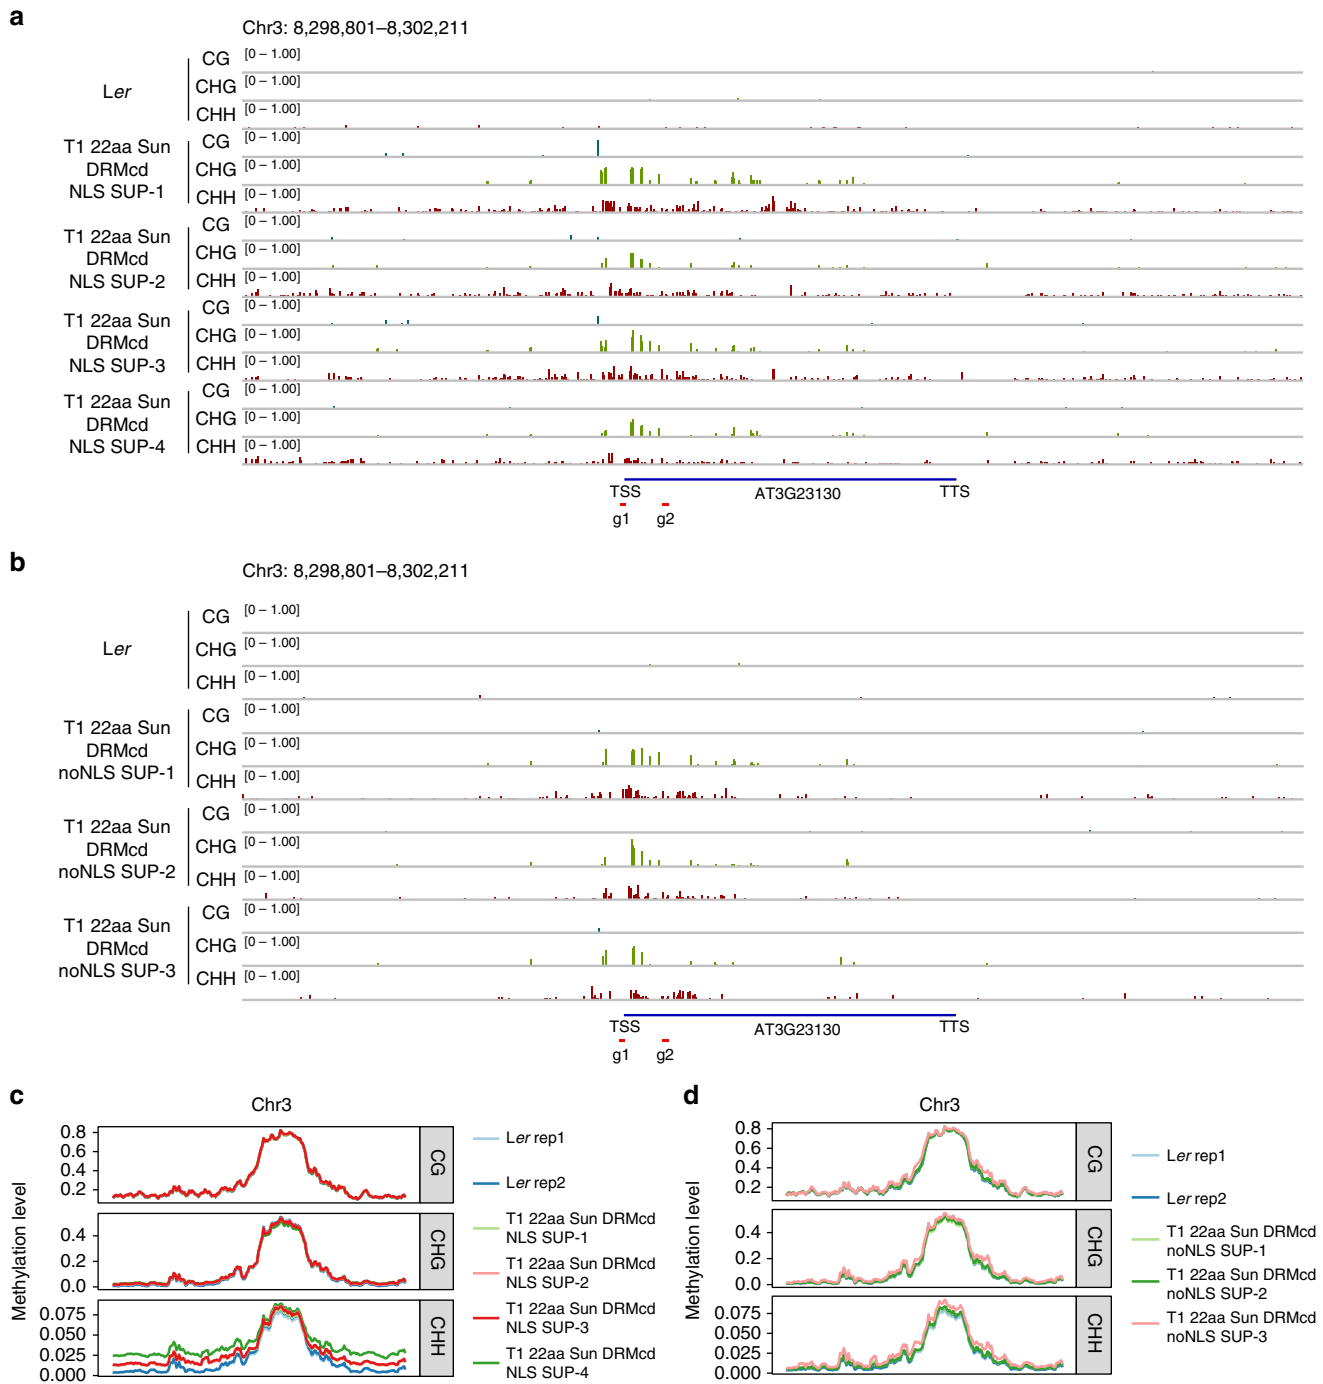 a
Chr3: 8,298,801–8,302,211
Ler
CG [0 – 1.00]
CHG [0 – 1.00]
CHH [0 – 1.00]
T1 22aa Sun
DRMcd
NLS SUP-1
CG [0 – 1.00]
CHG [0 – 1.00]
CHH [0 – 1.00]
T1 22aa Sun
DRMcd
NLS SUP-2
CG [0 – 1.00]
CHG [0 – 1.00]
CHH [0 – 1.00]
T1 22aa Sun
DRMcd
NLS SUP-3
CG [0 – 1.00]
CHG [0 – 1.00]
CHH [0 – 1.00]
T1 22aa Sun
DRMcd
NLS SUP-4
CG [0 – 1.00]
CHG [0 – 1.00]
CHH [0 – 1.00]
TSS AT3G23130 TTS
g1 g2
b
Chr3: 8,298,801–8,302,211
Ler
CG [0 – 1.00]
CHG [0 – 1.00]
CHH [0 – 1.00]
T1 22aa Sun
DRMcd
noNLS SUP-1
CG [0 – 1.00]
CHG [0 – 1.00]
CHH [0 – 1.00]
T1 22aa Sun
DRMcd
noNLS SUP-2
CG [0 – 1.00]
CHG [0 – 1.00]
CHH [0 – 1.00]
T1 22aa Sun
DRMcd
noNLS SUP-3
CG [0 – 1.00]
CHG [0 – 1.00]
CHH [0 – 1.00]
TSS AT3G23130 TTS
g1 g2
c
Chr3
Methylation level
0.8
0.6
0.4
0.2
CG
0.4
0.2
0.0
CHG
0.075
0.050
0.025
0.000
CHH
Ler rep1
Ler rep2
T1 22aa Sun DRMcd
NLS SUP-1
T1 22aa Sun DRMcd
NLS SUP-2
T1 22aa Sun DRMcd
NLS SUP-3
T1 22aa Sun DRMcd
NLS SUP-4
d
Chr3
Methylation level
0.8
0.6
0.4
0.2
CG
0.4
0.2
0.0
CHG
0.075
0.050
0.025
0.000
CHH
Ler rep1
Ler rep2
T1 22aa Sun DRMcd
noNLS SUP-1
T1 22aa Sun DRMcd
noNLS SUP-2
T1 22aa Sun DRMcd
noNLS SUP-3